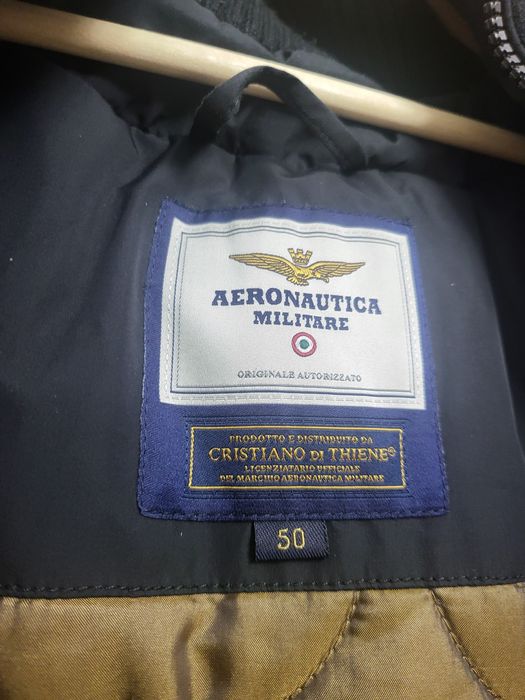 AERONAUTICA
MILITARE
ORIGINALE AUTORIZZATO
PRODOTTO E DISTRIBUITO DA
CRISTIANO DI THIENE®
LICENZIATARIO UFFICIALE
DEL MARCHIO AERONAUTICA MILITARE
50